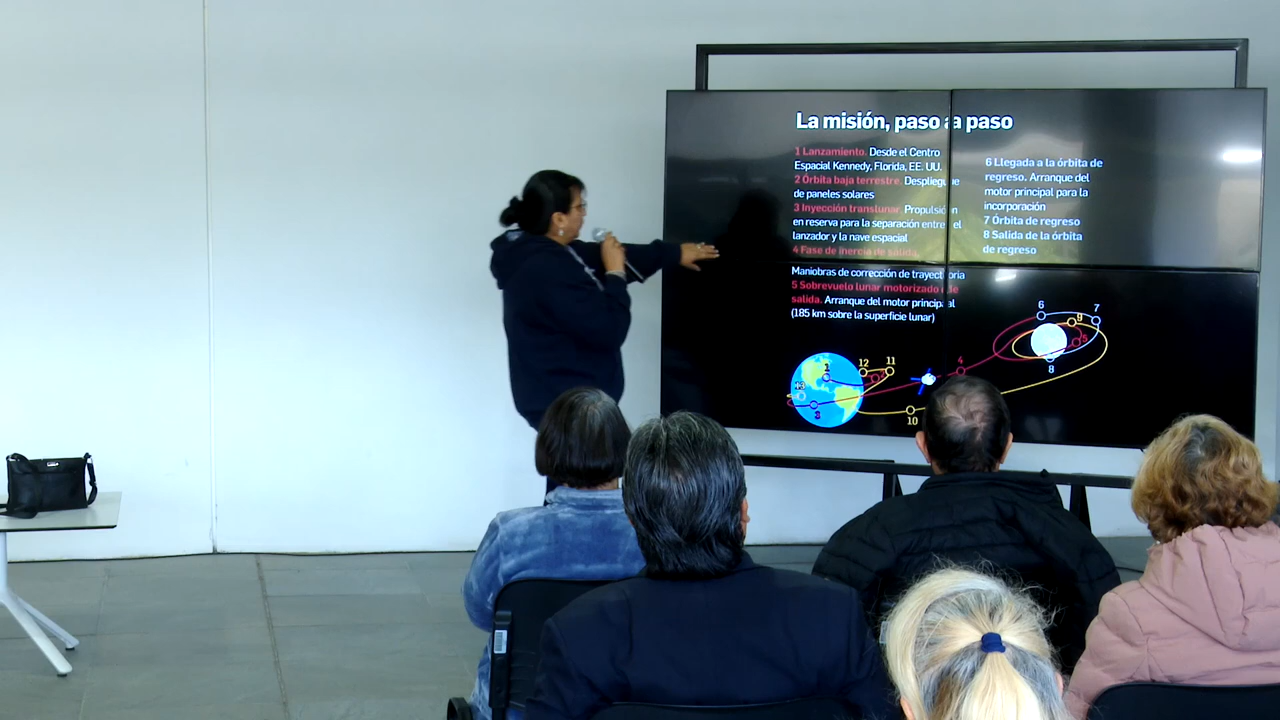 La misión, paso a paso
1 Lanzamiento. Desde el Centro
Espacial Kennedy, Florida, EE. UU.
2 Órbita baja terrestre. Despliegue
de paneles solares
3 Inyección translunar. Propulsión
en reserva para la separación entre el
lanzador y la nave espacial
4 Fase de inercia de salida.
Maniobras de corrección de trayectoria
5 Sobrevuelo lunar motorizado de
salida. Arranque del motor principal
(185 km sobre la superficie lunar)
6 Llegada a la órbita de
regreso. Arranque del
motor principal para la
incorporación
7 Órbita de regreso
8 Salida de la órbita
de regreso
6
7
9
5
8
4
12
11
2
1
13
3
10